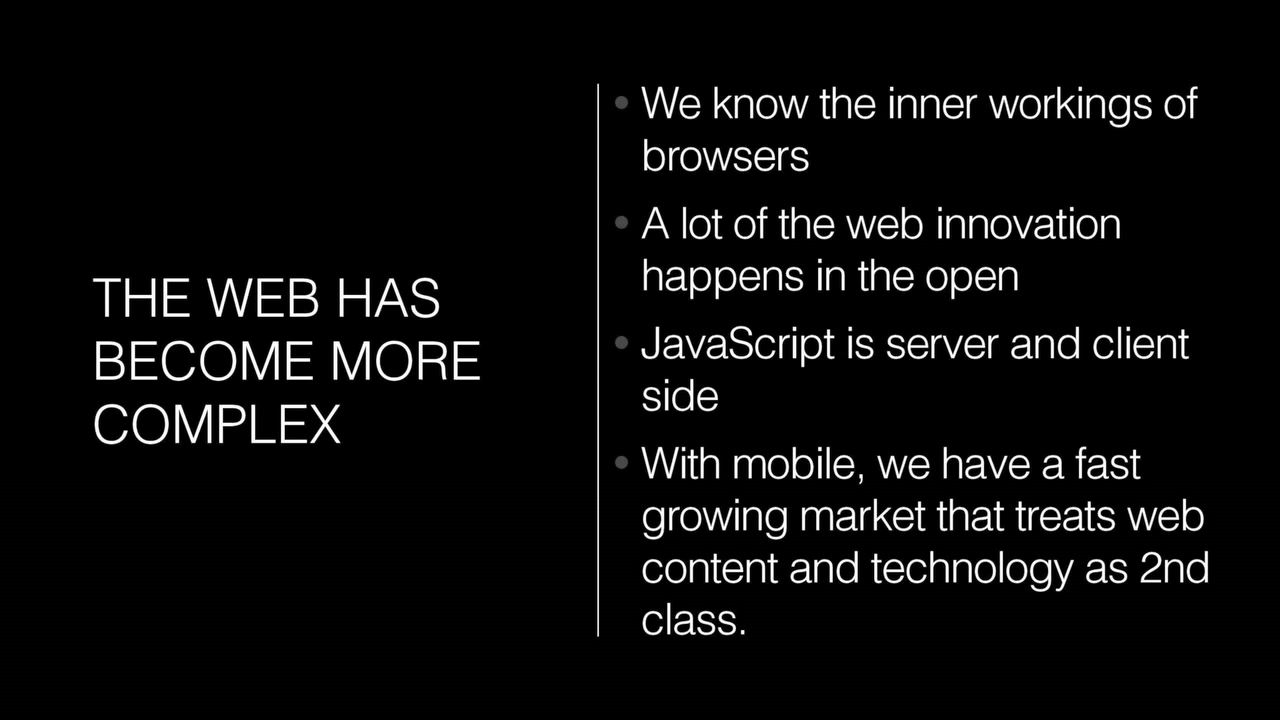 THE WEB HAS
BECOME MORE
COMPLEX
• We know the inner workings of
browsers
• A lot of the web innovation
happens in the open
• JavaScript is server and client
side
• With mobile, we have a fast
growing market that treats web
content and technology as 2nd
class.